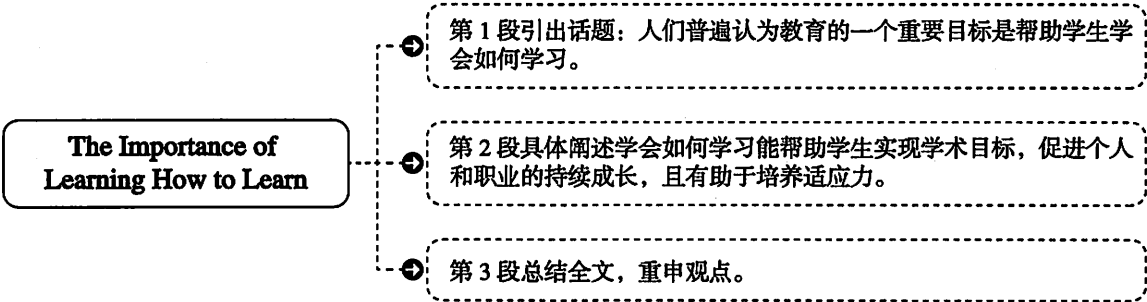 The Importance of
Learning How to Learn
第1段引出话题：人们普遍认为教育的一个重要目标是帮助学生学
会如何学习。
第2段具体阐述学会如何学习能帮助学生实现学术目标，促进个人
和职业的持续成长，且有助于培养适应力。
第3段总结全文，重申观点。